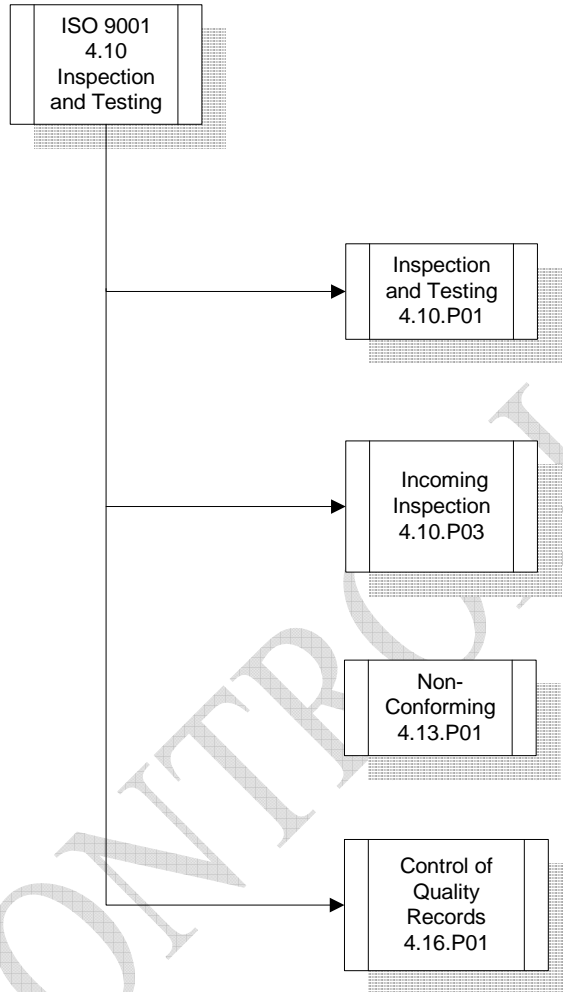 ISO 9001
4.10
Inspection
and Testing
Inspection
and Testing
4.10.P01
Incoming
Inspection
4.10.P03
Non-
Conforming
4.13.P01
Control of
Quality
Records
4.16.P01